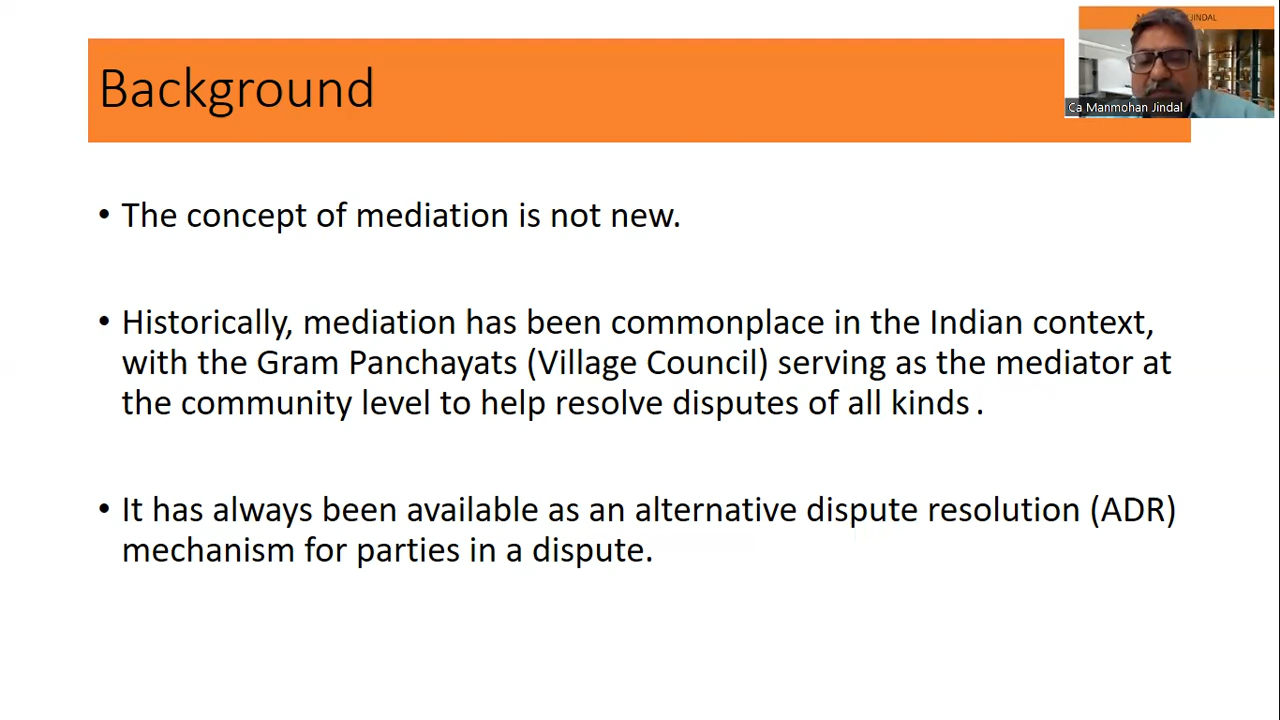 Background
JINDAL
Ca Manmohan Jindal
• The concept of mediation is not new.
• Historically, mediation has been commonplace in the Indian context,
with the Gram Panchayats (Village Council) serving as the mediator at
the community level to help resolve disputes of all kinds .
• It has always been available as an alternative dispute resolution (ADR)
mechanism for parties in a dispute.